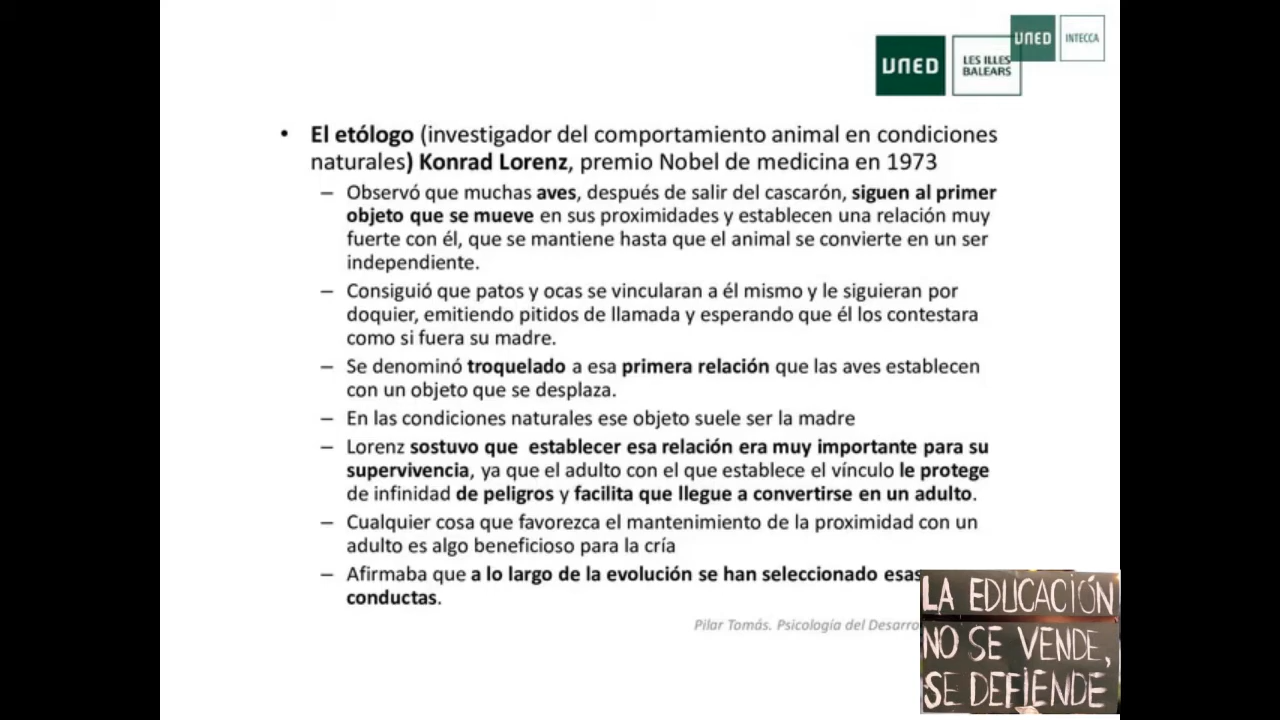 UNED
INTECCA
UNED
LES ILLES
BALEARS
• El etólogo (investigador del comportamiento animal en condiciones
naturales) Konrad Lorenz, premio Nobel de medicina en 1973
– Observó que muchas aves, después de salir del cascarón, siguen al primer
objeto que se mueve en sus proximidades y establecen una relación muy
fuerte con él, que se mantiene hasta que el animal se convierte en un ser
independiente.
– Consiguió que patos y ocas se vincularan a él mismo y le siguieran por
doquier, emitiendo pitidos de llamada y esperando que él los contestara
como si fuera su madre.
– Se denominó troquelado a esa primera relación que las aves establecen
con un objeto que se desplaza.
– En las condiciones naturales ese objeto suele ser la madre
– Lorenz sostuvo que establecer esa relación era muy importante para su
supervivencia, ya que el adulto con el que establece el vínculo le protege
de infinidad de peligros y facilita que llegue a convertirse en un adulto.
– Cualquier cosa que favorezca el mantenimiento de la proximidad con un
adulto es algo beneficioso para la cría
– Afirmaba que a lo largo de la evolución se han seleccionado esas
conductas.
Pilar Tomás. Psicología del
LA EDUCACIÓN
NO SE VENDE,
SE DEFIENDE